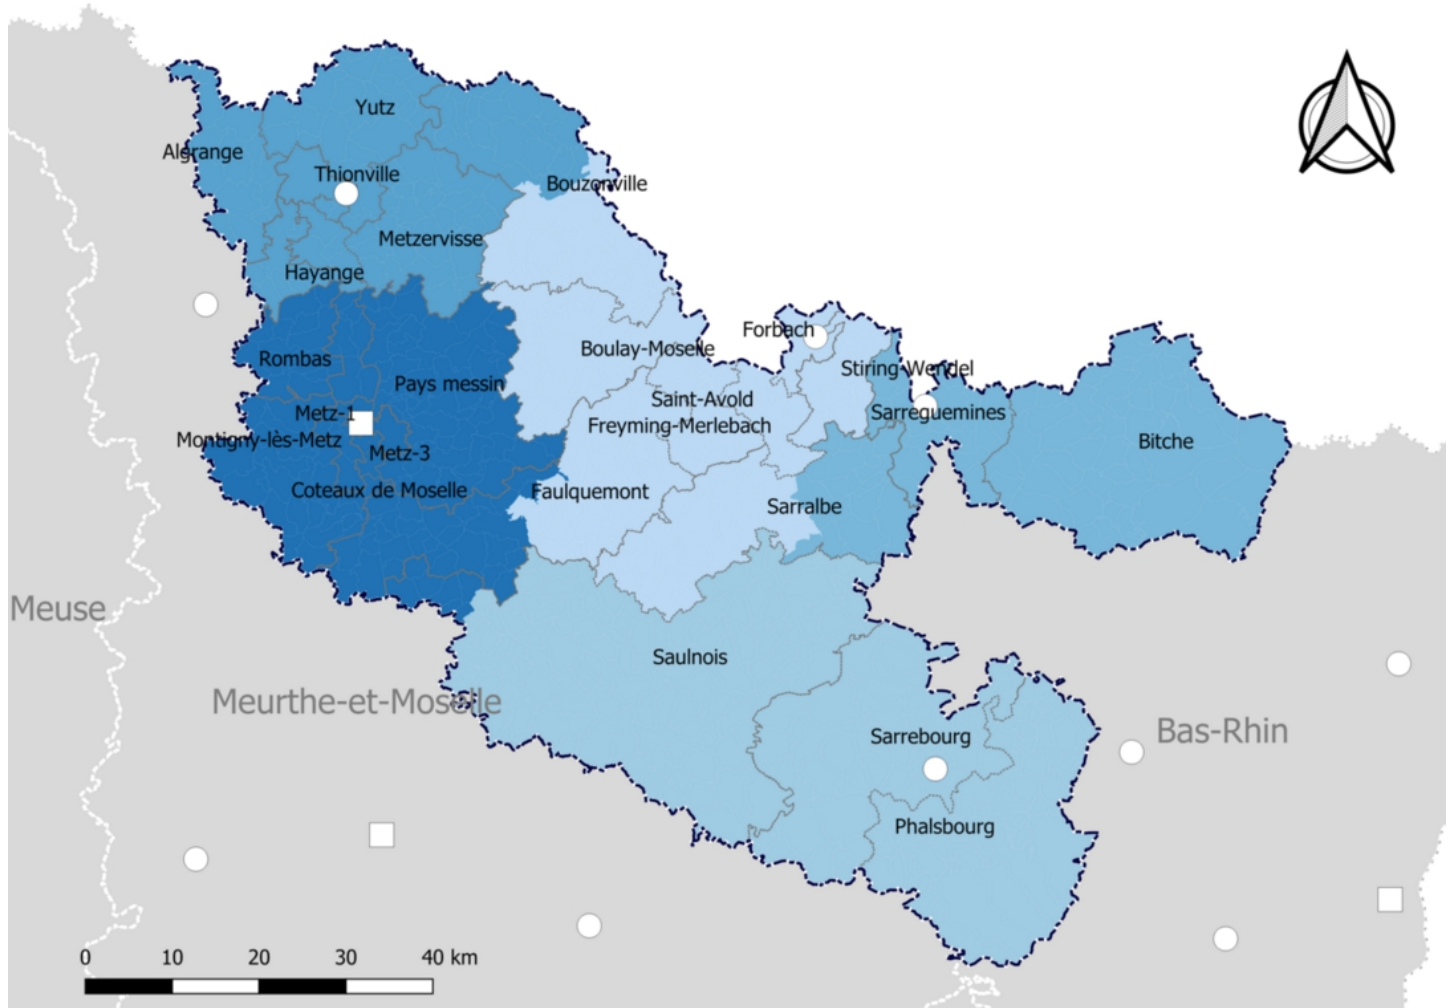 Yutz
Algrange
Thionville
Bouzonville
Metzervisse
Hayange
Forbach
Boulay-Moselle
Rombas
Stiring-Wendel
Pays messin
Saint-Avold
Metz-1
Sarreguemines
Freyming-Merlebach
Montigny-lès-Metz
Bitche
Metz-3
Coteaux de Moselle
Faulquemont
Sarralbe
Meuse
Saulnois
Meurthe-et-Moselle
Bas-Rhin
Sarrebourg
Phalsbourg
0 10 20 30 40 km